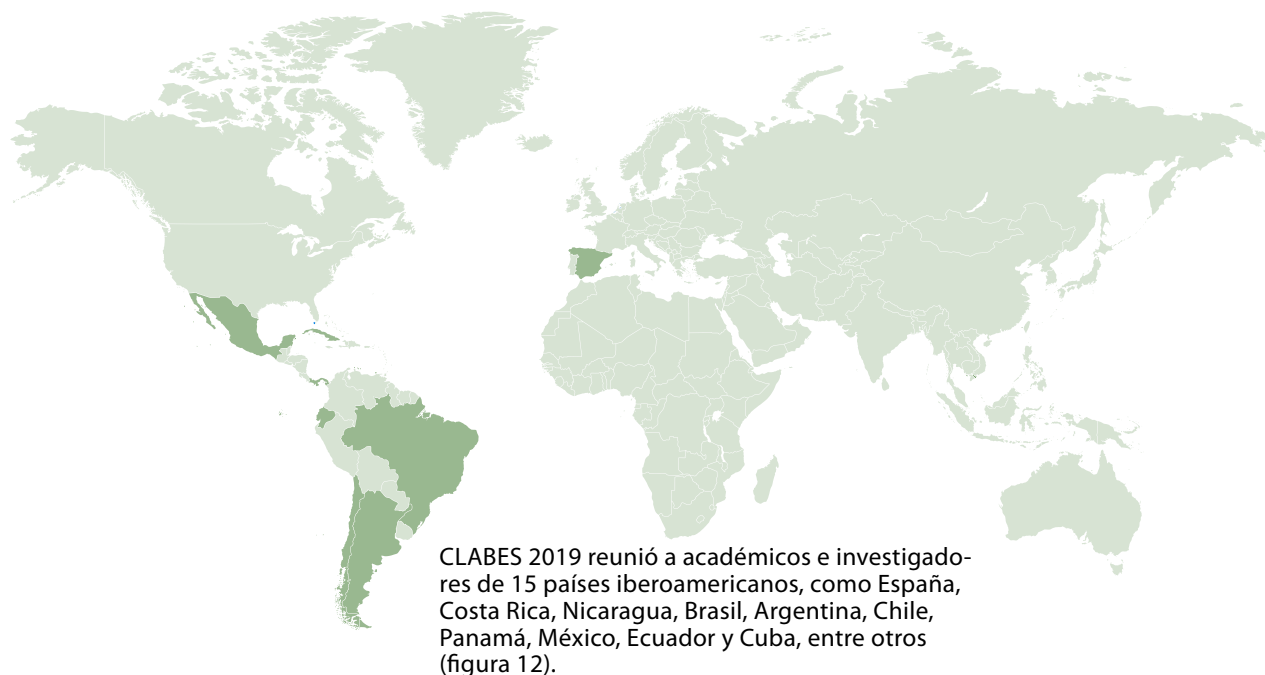 CLABES 2019 reunió a académicos e investigado-
res de 15 países iberoamericanos, como España,
Costa Rica, Nicaragua, Brasil, Argentina, Chile,
Panamá, México, Ecuador y Cuba, entre otros
(figura 12).